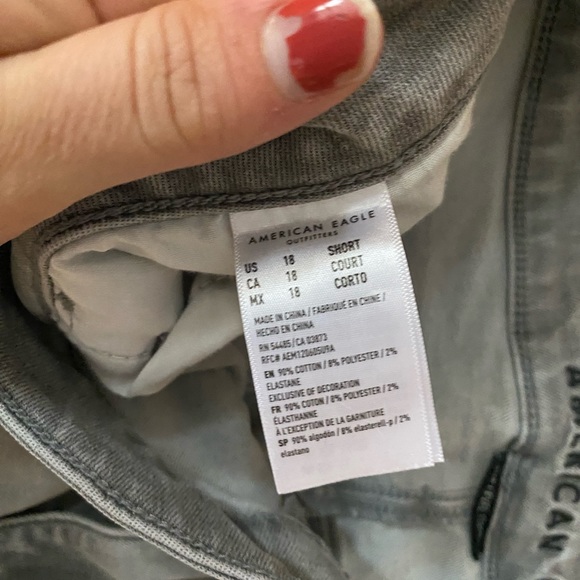 AMERICAN EAGLE
OUTFITTERS
US 18 SHORT
CA 18 COURT
MX 18 CORTO
MADE IN CHINA / FABRIQUÉ EN CHINE /
HECHO EN CHINA
RN 54485/CA 03873
RFC# AEM1206050J9A
EN 90% COTTON / 8% POLYESTER / 2%
ELASTANE
EXCLUSIVE OF DECORATION
FR 90% COTON / 8% POLYESTER / 2%
ÉLASTHANNE
À L'EXCEPTION DE LA GARNITURE
SP 90% algodón / 8% elasterell-p / 2%
elastano
AMERICAN